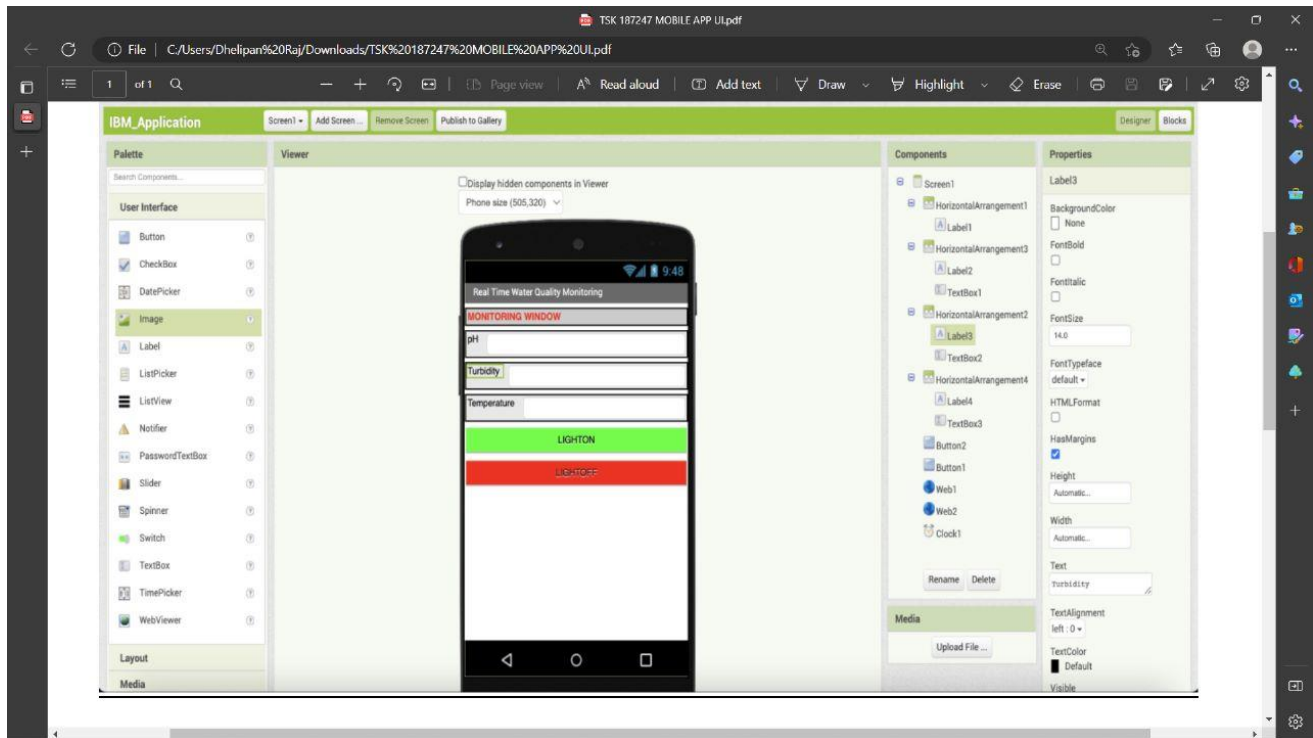 TSK 187247 MOBILE APP UI.pdf
File | C:/Users/Dhelipan%20Raj/Downloads/TSK%20187247%20MOBILE%20APP%20UI.pdf
1 of 1 Page view Read aloud Add text Draw Highlight Erase
IBM_Application Screen1 Add Screen ... Remove Screen Publish to Gallery Designer Blocks
Palette
Search Components...
User Interface
Button
CheckBox
DatePicker
Image
Label
ListPicker
ListView
Notifier
PasswordTextBox
Slider
Spinner
Switch
TextBox
TimePicker
WebViewer
Layout
Media
Viewer
Display hidden components in Viewer
Phone size (505,320)
9:48
Real Time Water Quality Monitoring
MONITORING WINDOW
pH
Turbidity
Temperature
LIGHTON
LIGHTOFF
Components
Screen1
HorizontalArrangement1
Label1
HorizontalArrangement3
Label2
TextBox1
HorizontalArrangement2
Label3
TextBox2
HorizontalArrangement4
Label4
TextBox3
Button2
Button1
Web1
Web2
Clock1
Rename Delete
Media
Upload File ...
Properties
Label3
BackgroundColor
None
FontBold
FontItalic
FontSize
14.0
FontTypeface
default
HTMLFormat
HasMargins
Height
Automatic...
Width
Automatic...
Text
Turbidity
TextAlignment
left : 0
TextColor
Default
Visible